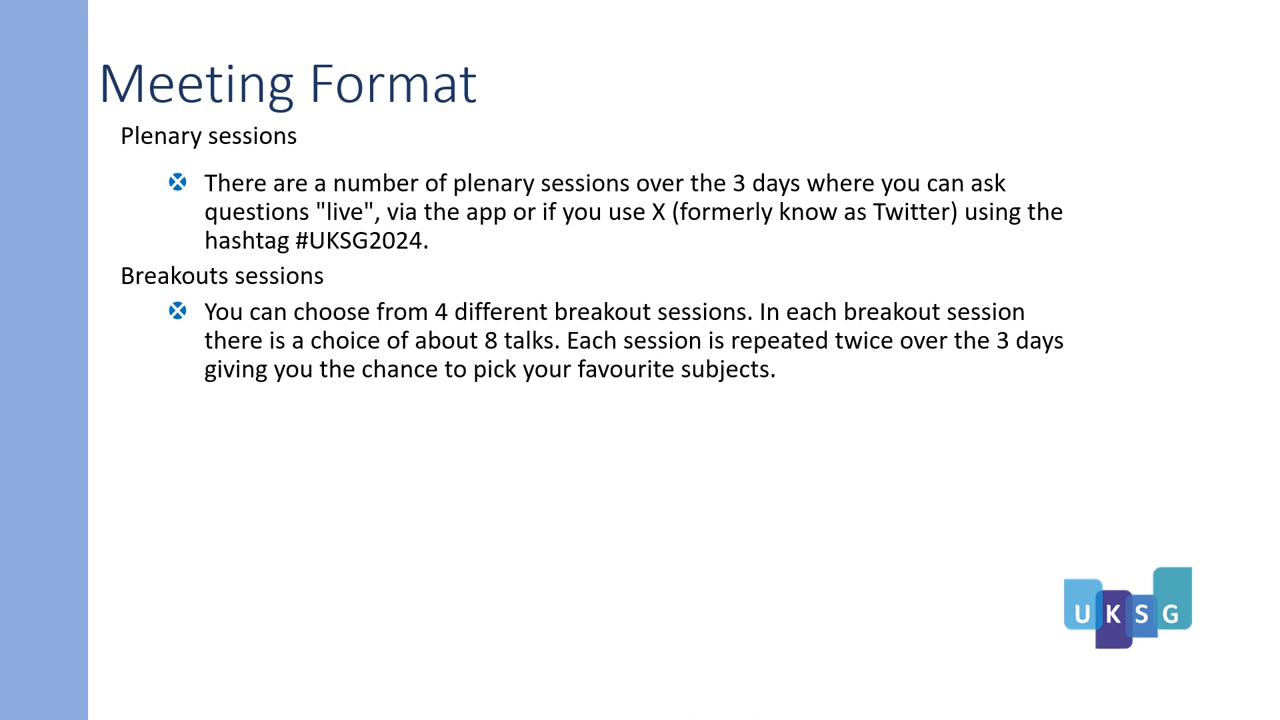 Meeting Format
Plenary sessions
There are a number of plenary sessions over the 3 days where you can ask
questions "live", via the app or if you use X (formerly know as Twitter) using the
hashtag #UKSG2024.
Breakouts sessions
You can choose from 4 different breakout sessions. In each breakout session
there is a choice of about 8 talks. Each session is repeated twice over the 3 days
giving you the chance to pick your favourite subjects.
UKSG